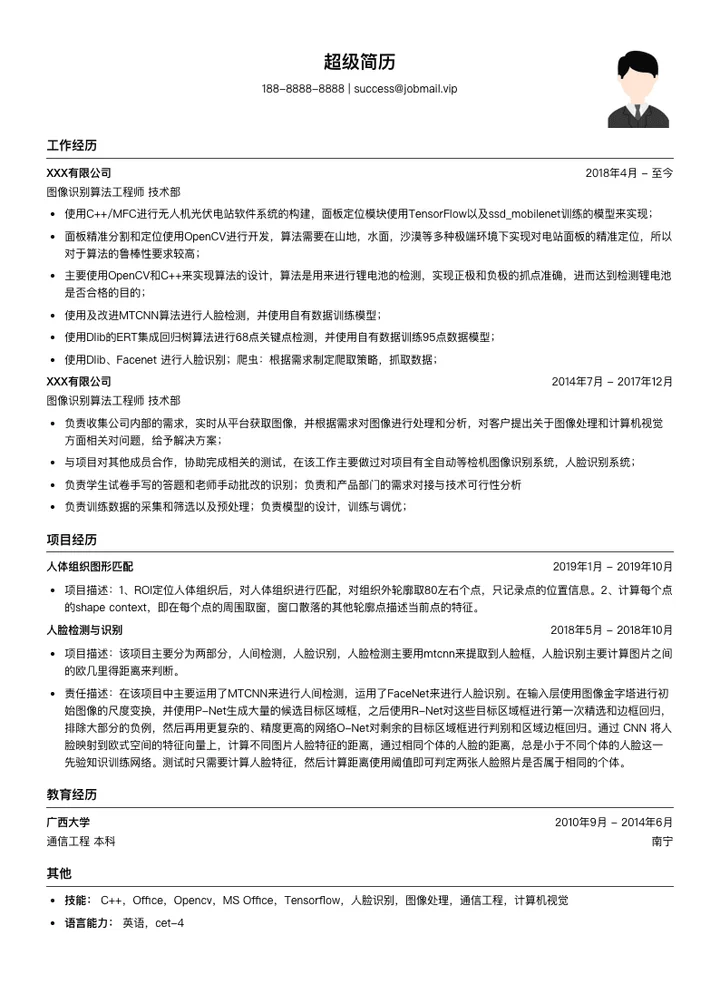 超级简历
188-8888-8888 | success@jobmail.vip
工作经历
XXX有限公司 2018年4月 – 至今
图像识别算法工程师 技术部
• 使用C++/MFC进行无人机光伏电站软件系统的构建，面板定位模块使用TensorFlow以及ssd_mobilenet训练的模型来实现；
• 面板精准分割和定位使用OpenCV进行开发，算法需要在山地，水面，沙漠等多种极端环境下实现对电站面板的精准定位，所以
对于算法的鲁棒性要求较高；
• 主要使用OpenCV和C++来实现算法的设计，算法是用来进行锂电池的检测，实现正极和负极的抓点准确，进而达到检测锂电池
是否合格的目的；
• 使用及改进MTCNN算法进行人脸检测，并使用自有数据训练模型；
• 使用Dlib的ERT集成回归树算法进行68点关键点检测，并使用自有数据训练95点数据模型；
• 使用Dlib、Facenet 进行人脸识别；爬虫：根据需求制定爬取策略，抓取数据；
XXX有限公司 2014年7月 – 2017年12月
图像识别算法工程师 技术部
• 负责收集公司内部的需求，实时从平台获取图像，并根据需求对图像进行处理和分析，对客户提出关于图像处理和计算机视觉
方面相关对问题，给予解决方案；
• 与项目对其他成员合作，协助完成相关的测试，在该工作主要做过对项目有全自动等检机图像识别系统，人脸识别系统；
• 负责学生试卷手写的答题和老师手动批改的识别；负责和产品部门的需求对接与技术可行性分析
• 负责训练数据的采集和筛选以及预处理；负责模型的设计，训练与调优；
项目经历
人体组织图形匹配 2019年1月 – 2019年10月
• 项目描述：1、ROI定位人体组织后，对人体组织进行匹配，对组织外轮廓取80左右个点，只记录点的位置信息。2、计算每个点
的shape context，即在每个点的周围取窗，窗口散落的其他轮廓点描述当前点的特征。
人脸检测与识别 2018年5月 – 2018年10月
• 项目描述：该项目主要分为两部分，人间检测，人脸识别，人脸检测主要用mtcnn来提取到人脸框，人脸识别主要计算图片之间
的欧几里得距离来判断。
• 责任描述：在该项目中主要运用了MTCNN来进行人间检测，运用了FaceNet来进行人脸识别。在输入层使用图像金字塔进行初
始图像的尺度变换，并使用P-Net生成大量的候选目标区域框，之后使用R-Net对这些目标区域框进行第一次精选和边框回归，
排除大部分的负例，然后再用更复杂的、精度更高的网络O-Net对剩余的目标区域框进行判别和区域边框回归。通过 CNN 将人
脸映射到欧式空间的特征向量上，计算不同图片人脸特征的距离，通过相同个体的人脸的距离，总是小于不同个体的人脸这一
先验知识训练网络。测试时只需要计算人脸特征，然后计算距离使用阈值即可判定两张人脸照片是否属于相同的个体。
教育经历
广西大学 2010年9月 – 2014年6月
通信工程 本科 南宁
其他
• 技能： C++，Office，Opencv，MS Office，Tensorflow，人脸识别，图像处理，通信工程，计算机视觉
• 语言能力： 英语，cet-4